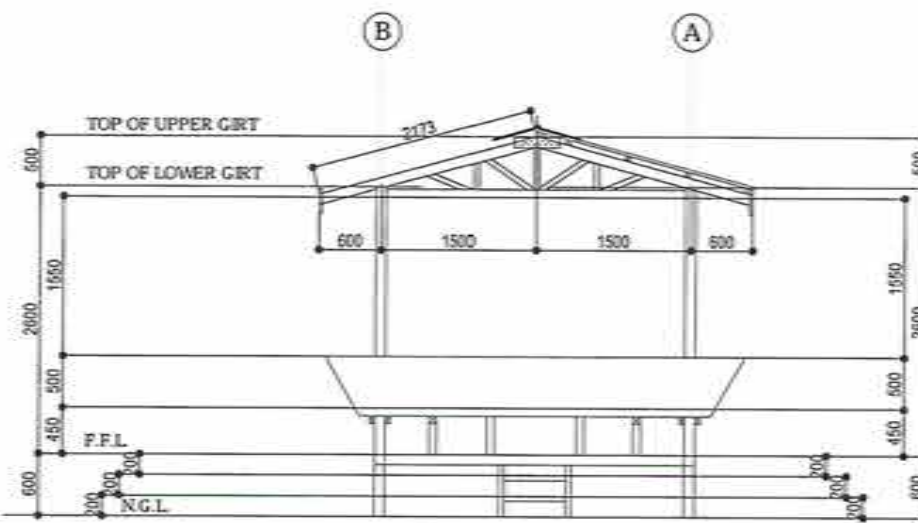 B A
TOP OF UPPER GIRT
2173
500 500
TOP OF LOWER GIRT
600 1500 1500 600
1550 1550
2600 2600
500 500
450 450
F.F.L.
200 200
200 200
600 600
N.G.L.
200 200